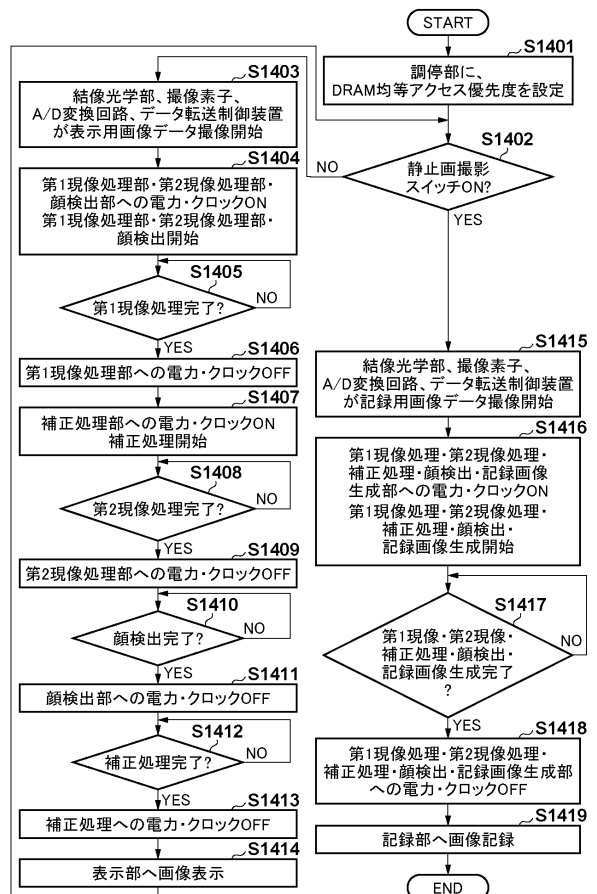 START
S1401
調停部に、
DRAM均等アクセス優先度を設定
S1402
静止画撮影
スイッチON?
NO
YES
S1403
結像光学部、撮像素子、
A/D変換回路、データ転送制御装置
が表示用画像データ撮像開始
S1404
第1現像処理部・第2現像処理部・
顔検出部への電力・クロックON
第1現像処理部・第2現像処理部・
顔検出開始
S1405
第1現像処理完了?
NO
YES
S1406
第1現像処理部への電力・クロックOFF
S1407
補正処理部への電力・クロックON
補正処理開始
S1408
第2現像処理完了?
NO
YES
S1409
第2現像処理部への電力・クロックOFF
S1410
顔検出完了?
NO
YES
S1411
顔検出部への電力・クロックOFF
S1412
補正処理完了?
NO
YES
S1413
補正処理への電力・クロックOFF
S1414
表示部へ画像表示
S1415
結像光学部、撮像素子、
A/D変換回路、データ転送制御装置
が記録用画像データ撮像開始
S1416
第1現像処理・第2現像処理・
補正処理・顔検出・記録画像
生成部への電力・クロックON
第1現像処理・第2現像処理・
補正処理・顔検出・
記録画像生成開始
S1417
第1現像・第2現像・
補正処理・顔検出・
記録画像生成完了
?
NO
YES
S1418
第1現像処理・第2現像処理・
補正処理・顔検出・記録画像生成部
への電力・クロックOFF
S1419
記録部へ画像記録
END